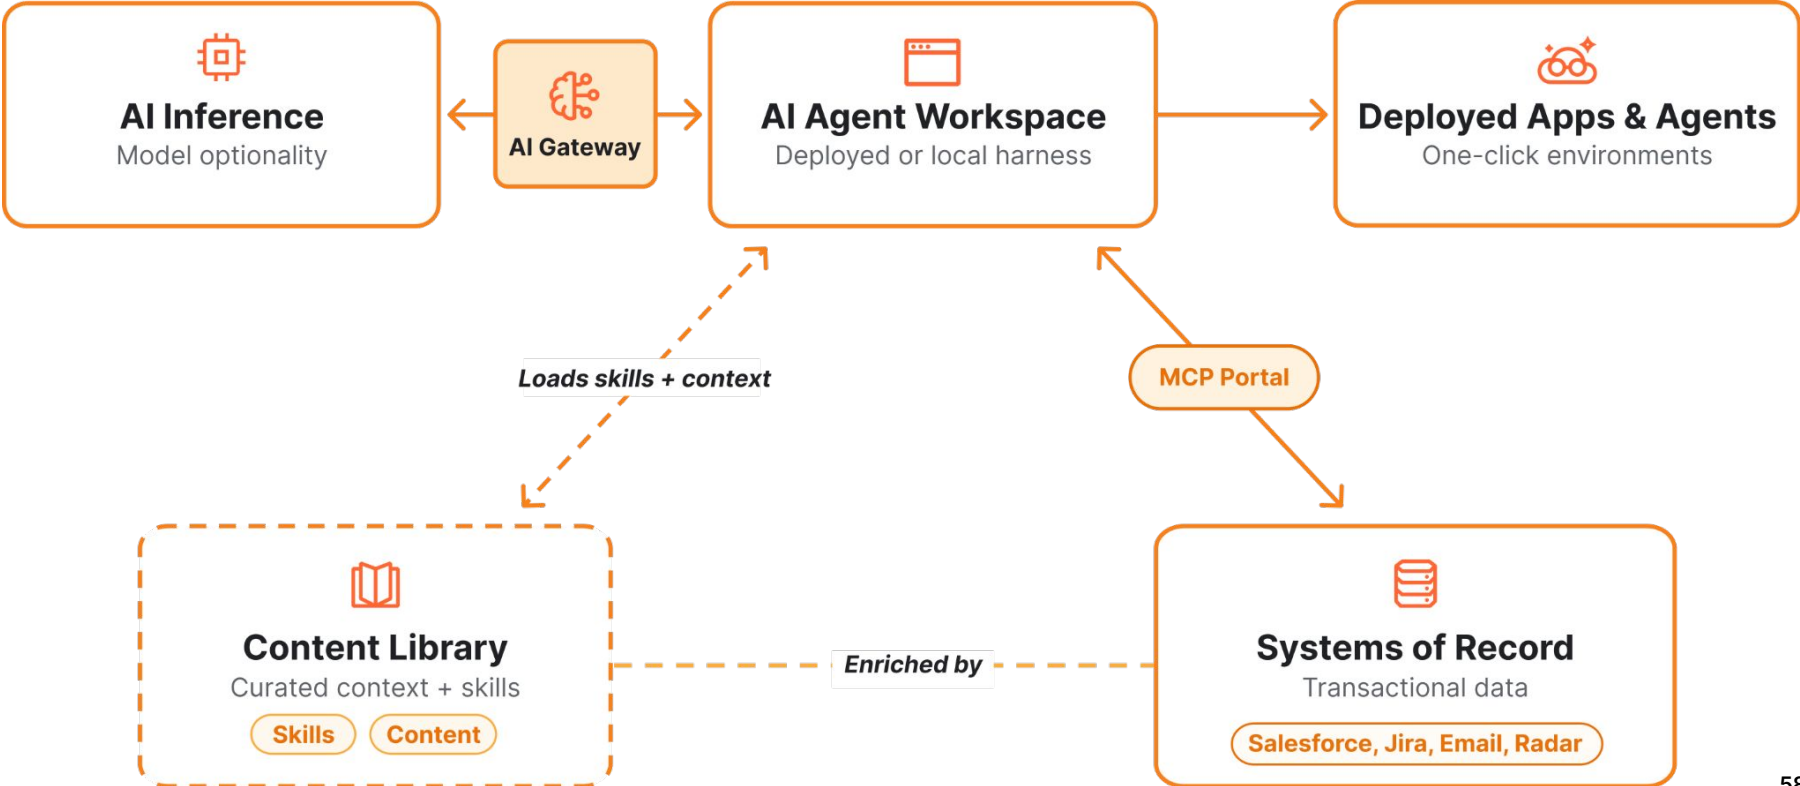 AI Inference
Model optionality
AI Gateway
AI Agent Workspace
Deployed or local harness
Deployed Apps & Agents
One-click environments
Loads skills + context
MCP Portal
Content Library
Curated context + skills
Skills
Content
Enriched by
Systems of Record
Transactional data
Salesforce, Jira, Email, Radar